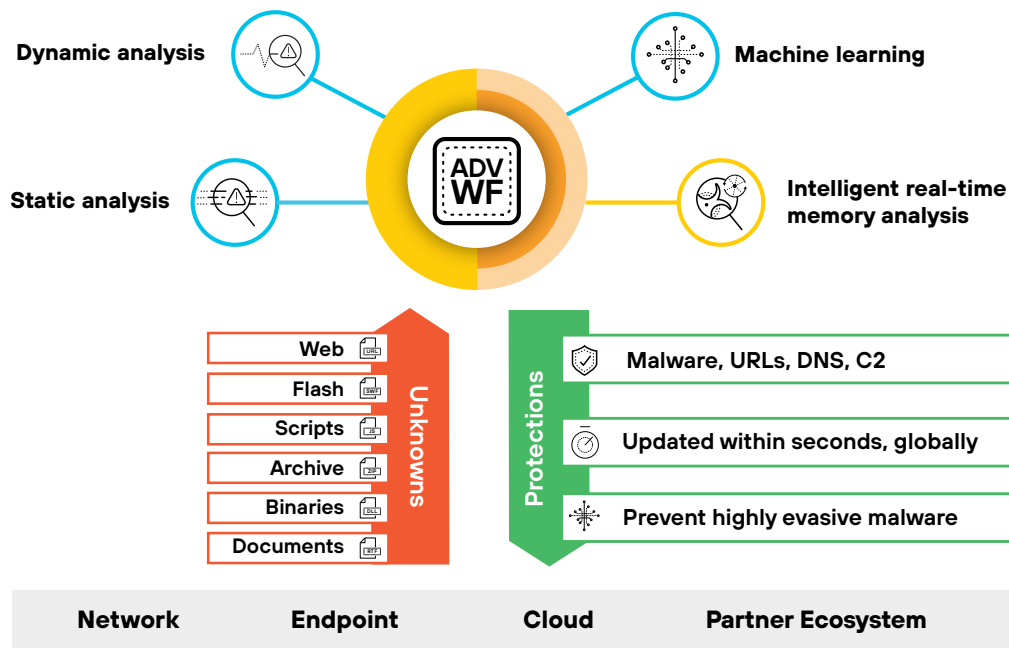 Dynamic analysis
Machine learning
ADV
WF
Static analysis
Intelligent real-time
memory analysis
Unknowns
Web
URL
Flash
SWF
Scripts
JS
Archive
ZIP
Binaries
DLL
Documents
RTF
Protections
Malware, URLs, DNS, C2
Updated within seconds, globally
Prevent highly evasive malware
Network
Endpoint
Cloud
Partner Ecosystem